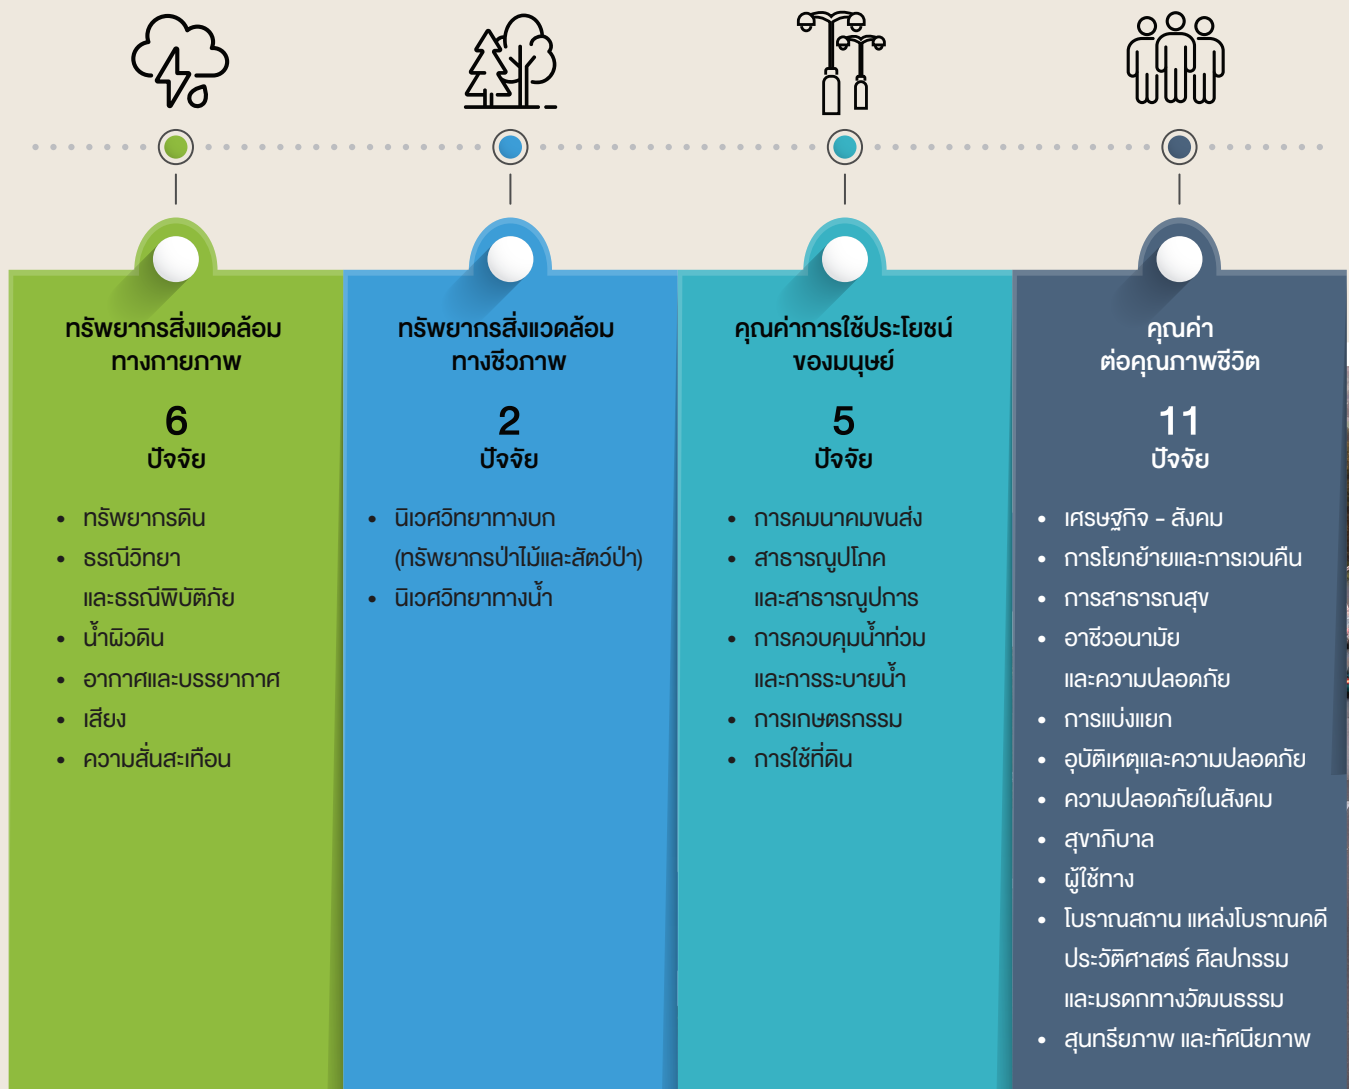 ทรัพยากรสิ่งแวดล้อม
ทางกายภาพ
6
ปัจจัย
• ทรัพยากรดิน
• ธรณีวิทยา
และธรณีพิบัติภัย
• น้ำผิวดิน
• อากาศและบรรยากาศ
• เสียง
• ความสั่นสะเทือน
ทรัพยากรสิ่งแวดล้อม
ทางชีวภาพ
2
ปัจจัย
• นิเวศวิทยาทางบก
(ทรัพยากรป่าไม้และสัตว์ป่า)
• นิเวศวิทยาทางน้ำ
คุณค่าการใช้ประโยชน์
ของมนุษย์
5
ปัจจัย
• การคมนาคมขนส่ง
• สาธารณูปโภค
และสาธารณูปการ
• การควบคุมน้ำท่วม
และการระบายน้ำ
• การเกษตรกรรม
• การใช้ที่ดิน
คุณค่า
ต่อคุณภาพชีวิต
11
ปัจจัย
• เศรษฐกิจ - สังคม
• การโยกย้ายและการเวนคืน
• การสาธารณสุข
• อาชีวอนามัย
และความปลอดภัย
• การแบ่งแยก
• อุบัติเหตุและความปลอดภัย
• ความปลอดภัยในสังคม
• สุขาภิบาล
• ผู้ใช้ทาง
• โบราณสถาน แหล่งโบราณคดี
ประวัติศาสตร์ ศิลปกรรม
และมรดกทางวัฒนธรรม
• สุนทรียภาพ และทัศนียภาพ